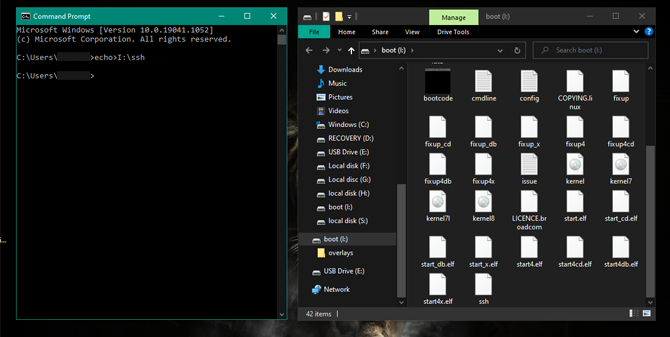 Command Prompt
Microsoft Windows [Version 10.0.19041.1052]
(c) Microsoft Corporation. All rights reserved.
C:\Users\ >echo>I:\ssh
C:\Users\ >
Manage
boot (I:)
File
Home
Share
View
Drive Tools
boot (I:)
Search boot (I:)
Downloads
Music
Pictures
Videos
Windows (C:)
RECOVERY (D:)
USB Drive (E:)
Local disk (F:)
Local disc (G:)
local disk (H:)
boot (I:)
local disk (S:)
boot (I:)
overlays
USB Drive (E:)
Network
bootcode
cmdline
config
COPYING.li
nux
fixup
fixup_cd
fixup_db
fixup_x
fixup4
fixup4cd
fixup4db
fixup4x
issue
kernel
kernel7
kernel7l
kernel8
LICENCE.br
oadcom
start.elf
start_cd.elf
start_db.elf
start_x.elf
start4.elf
start4cd.elf
start4db.elf
start4x.elf
ssh
42 items